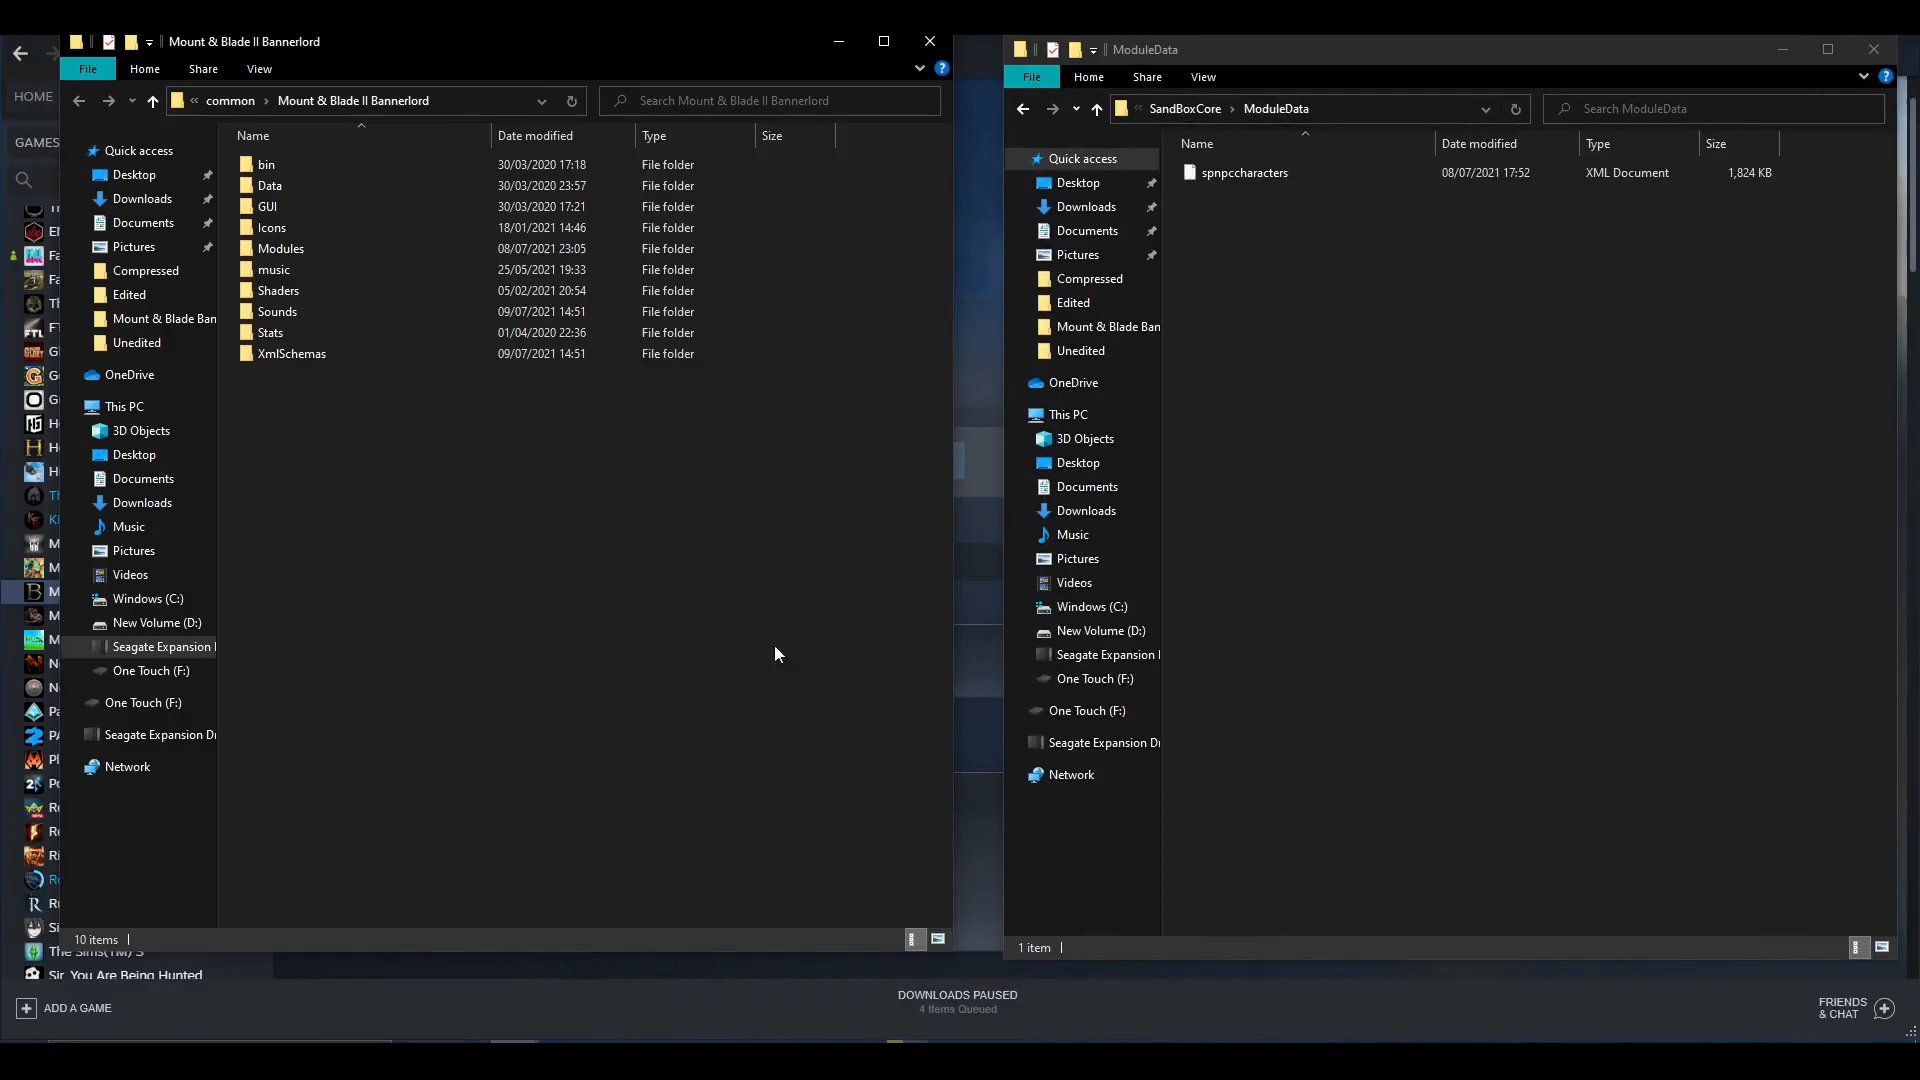 Mount & Blade II Bannerlord
File Home Share View
common > Mount & Blade II Bannerlord
Search Mount & Blade II Bannerlord
Name Date modified Type Size
Quick access
Desktop
Downloads
Documents
Pictures
Compressed
Edited
Mount & Blade Ban
Unedited
OneDrive
This PC
3D Objects
Desktop
Documents
Downloads
Music
Pictures
Videos
Windows (C:)
New Volume (D:)
Seagate Expansion
One Touch (F:)
One Touch (F:)
Seagate Expansion Dr
Network
bin 30/03/2020 17:18 File folder
Data 30/03/2020 23:57 File folder
GUI 30/03/2020 17:21 File folder
Icons 18/01/2021 14:46 File folder
Modules 08/07/2021 23:05 File folder
music 25/05/2021 19:33 File folder
Shaders 05/02/2021 20:54 File folder
Sounds 09/07/2021 14:51 File folder
Stats 01/04/2020 22:36 File folder
XmlSchemas 09/07/2021 14:51 File folder
10 items
ModuleData
File Home Share View
SandBoxCore > ModuleData
Search ModuleData
Name Date modified Type Size
spnpccharacters 08/07/2021 17:52 XML Document 1,824 KB
Quick access
Desktop
Downloads
Documents
Pictures
Compressed
Edited
Mount & Blade Ban
Unedited
OneDrive
This PC
3D Objects
Desktop
Documents
Downloads
Music
Pictures
Videos
Windows (C:)
New Volume (D:)
Seagate Expansion
One Touch (F:)
One Touch (F:)
Seagate Expansion Dr
Network
1 item
HOME
GAMES
The Sims(TM) 3
Sir, You Are Being Hunted
ADD A GAME
DOWNLOADS PAUSED
4 Items Queued
FRIENDS
& CHAT